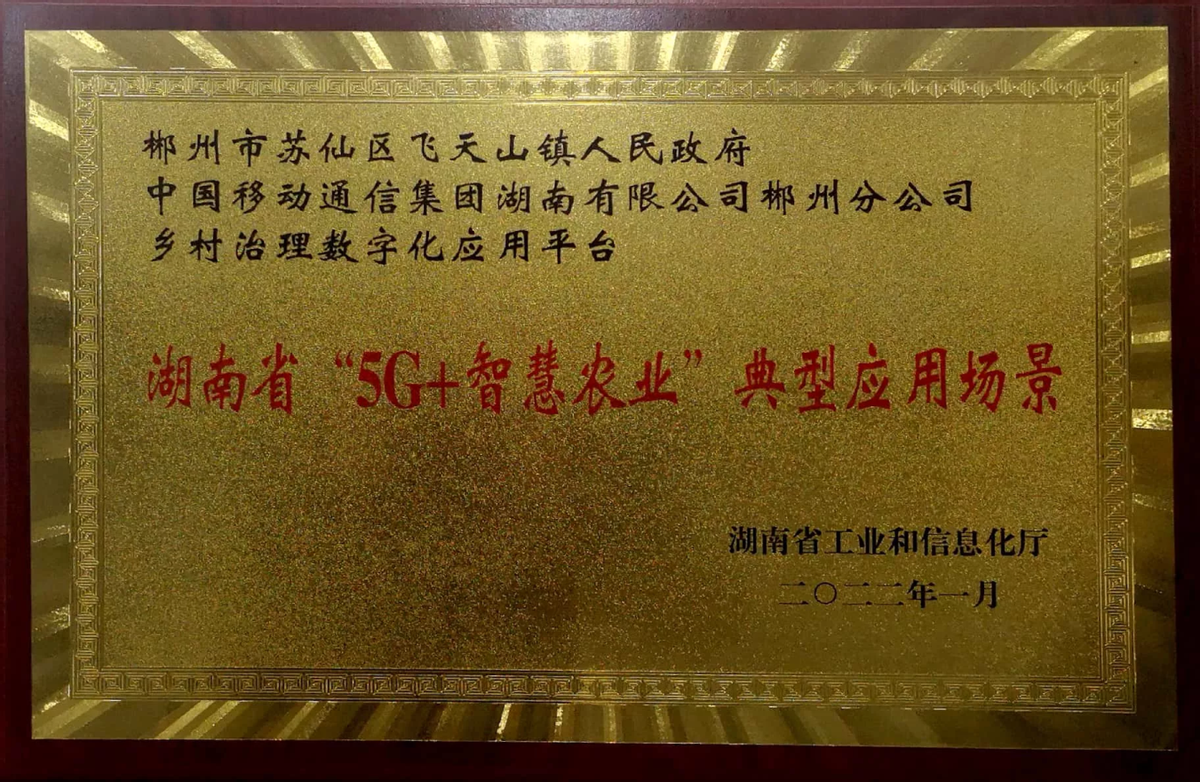 郴州市苏仙区飞天山镇人民政府
中国移动通信集团湖南有限公司郴州分公司
乡村治理数字化应用平台
湖南省“5G+智慧农业”典型应用场景
湖南省工业和信息化厅
二〇二二年一月